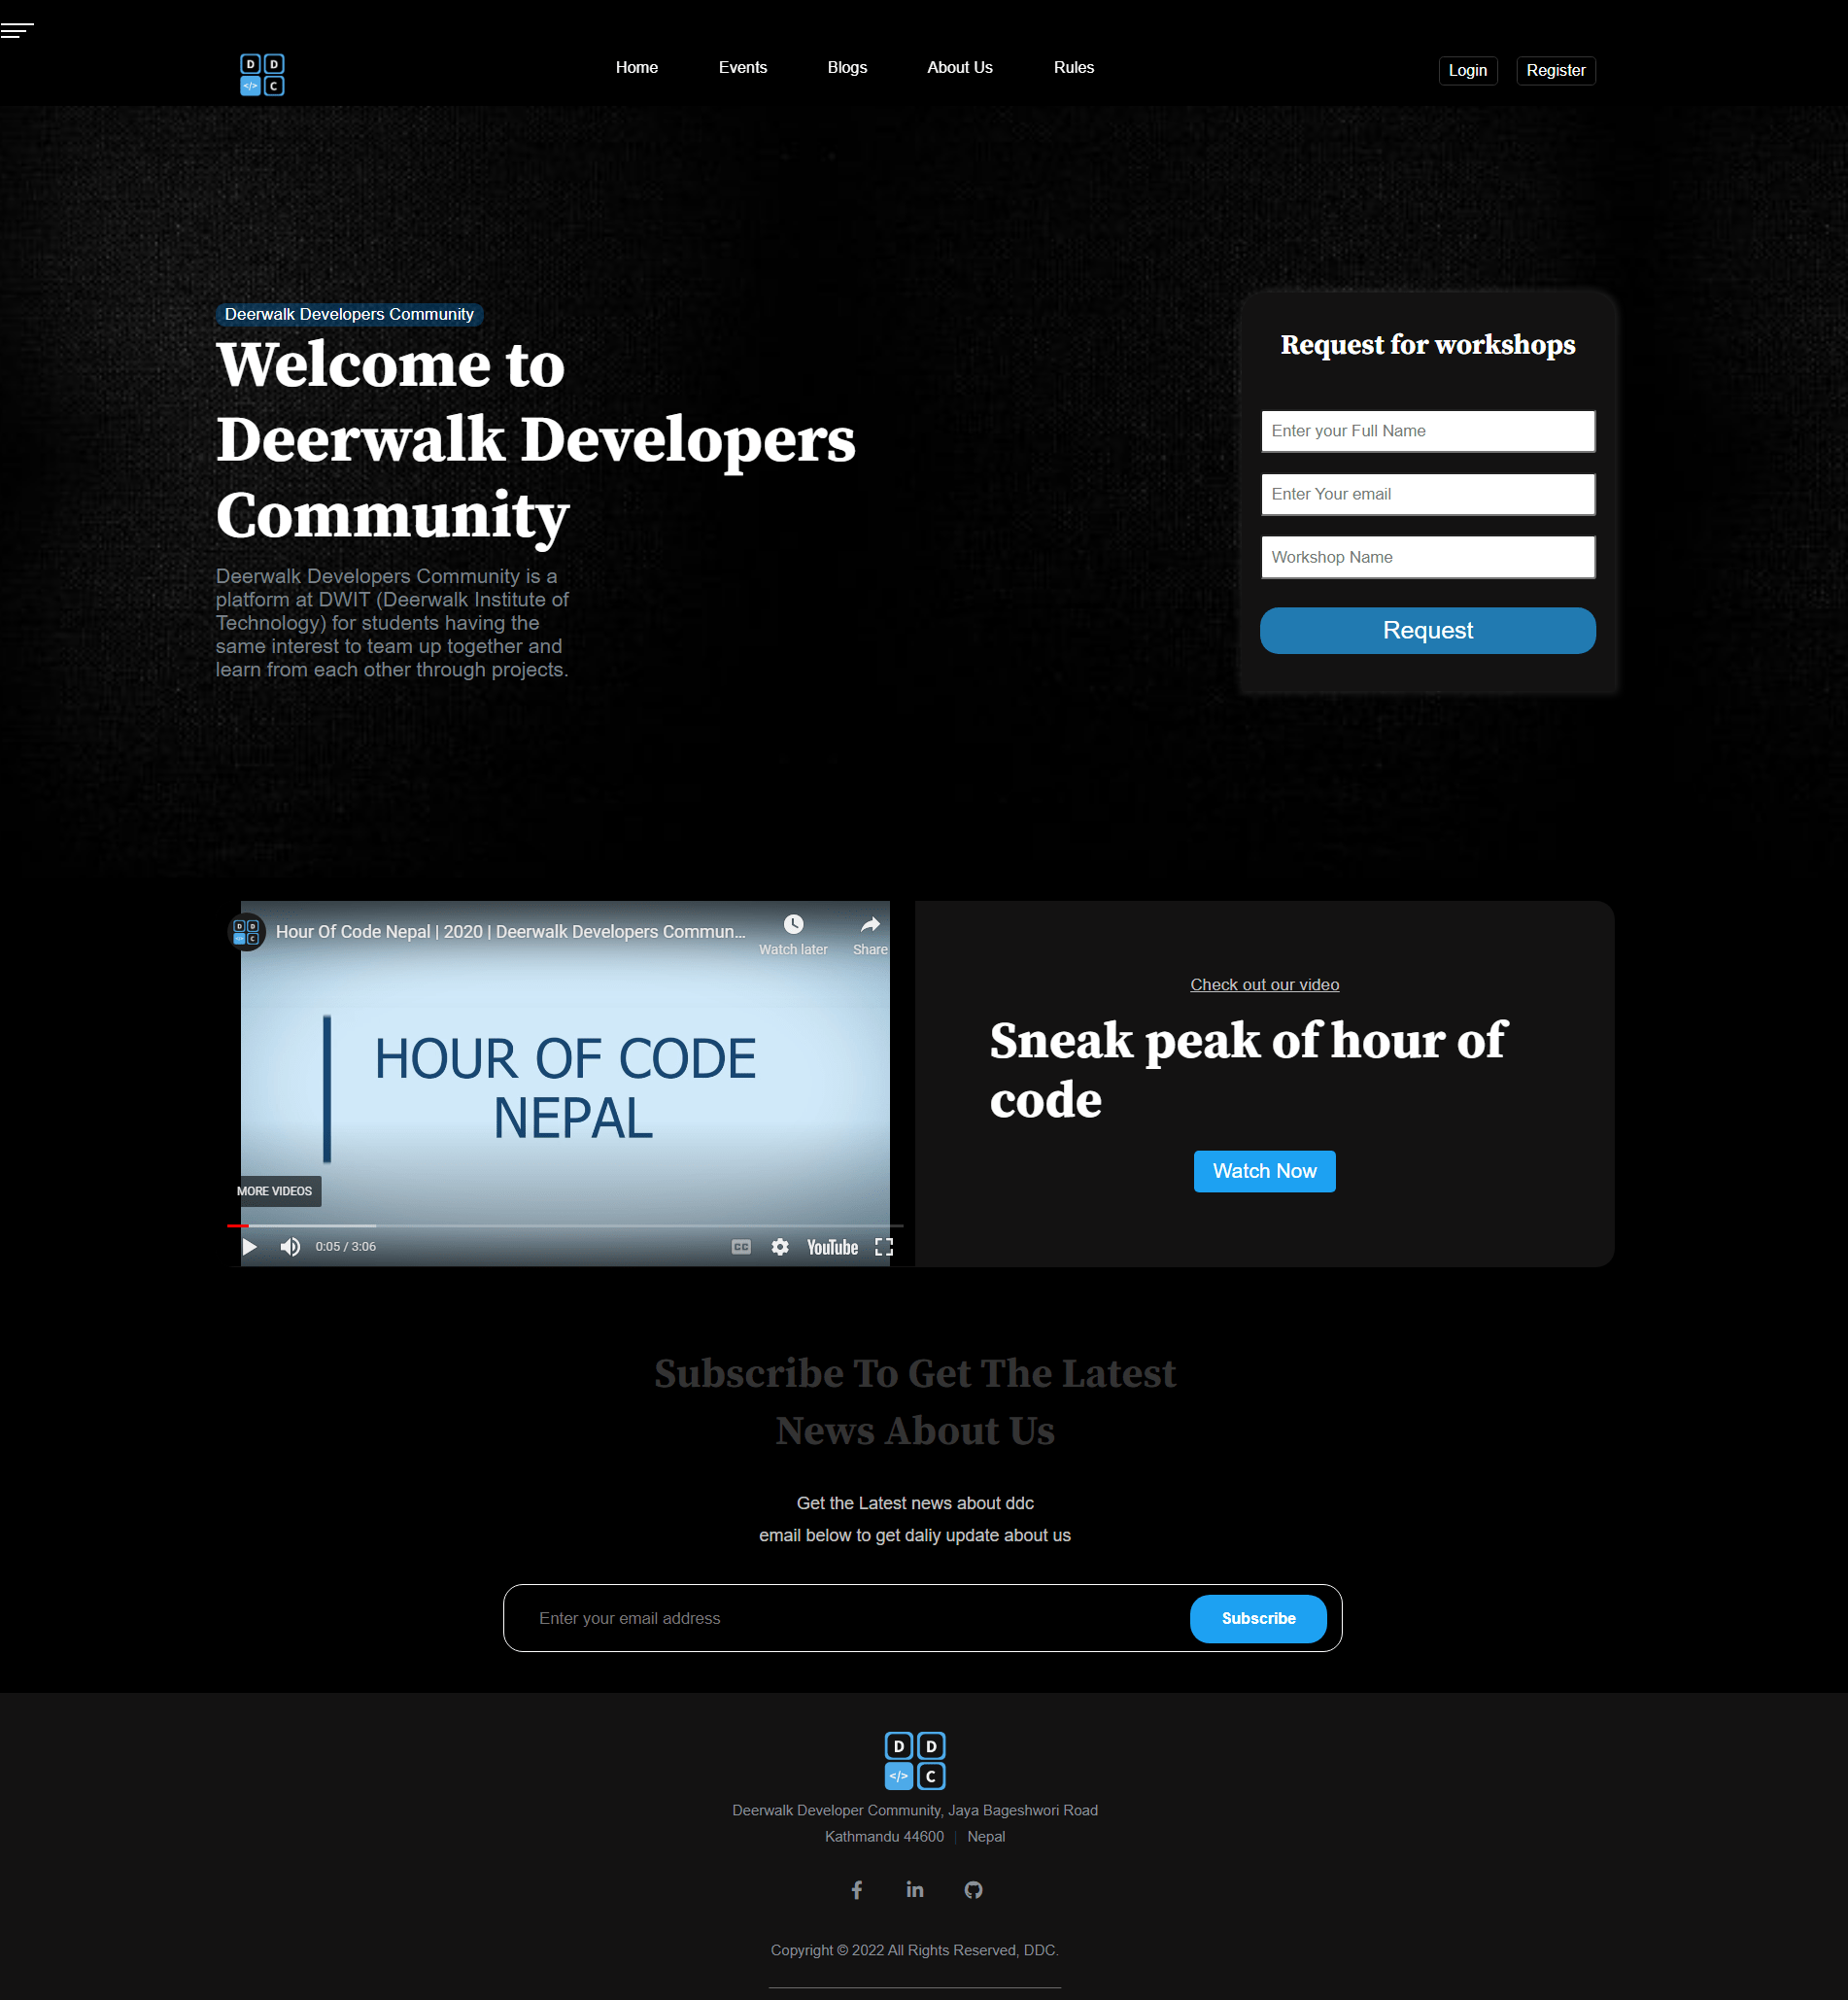 D D
</> C
Home Events Blogs About Us Rules
Login Register
Deerwalk Developers Community
Welcome to
Deerwalk Developers
Community
Deerwalk Developers Community is a
platform at DWIT (Deerwalk Institute of
Technology) for students having the
same interest to team up together and
learn from each other through projects.
Request for workshops
Enter your Full Name
Enter Your email
Workshop Name
Request
D D
</> C
Hour Of Code Nepal | 2020 | Deerwalk Developers Commun...
Watch later Share
HOUR OF CODE
NEPAL
MORE VIDEOS
0:05 / 3:06
CC
YouTube
Check out our video
Sneak peak of hour of
code
Watch Now
Subscribe To Get The Latest
News About Us
Get the Latest news about ddc
email below to get daliy update about us
Enter your email address
Subscribe
D D
</> C
Deerwalk Developer Community, Jaya Bageshwori Road
Kathmandu 44600 | Nepal
f in
Copyright © 2022 All Rights Reserved, DDC.